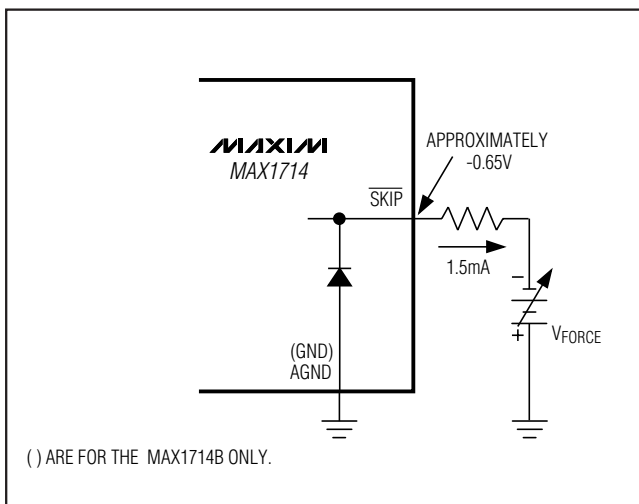 MAXIM
MAX1714
APPROXIMATELY
-0.65V
SKIP
1.5mA
-
+
VFORCE
(GND)
AGND
( ) ARE FOR THE MAX1714B ONLY.